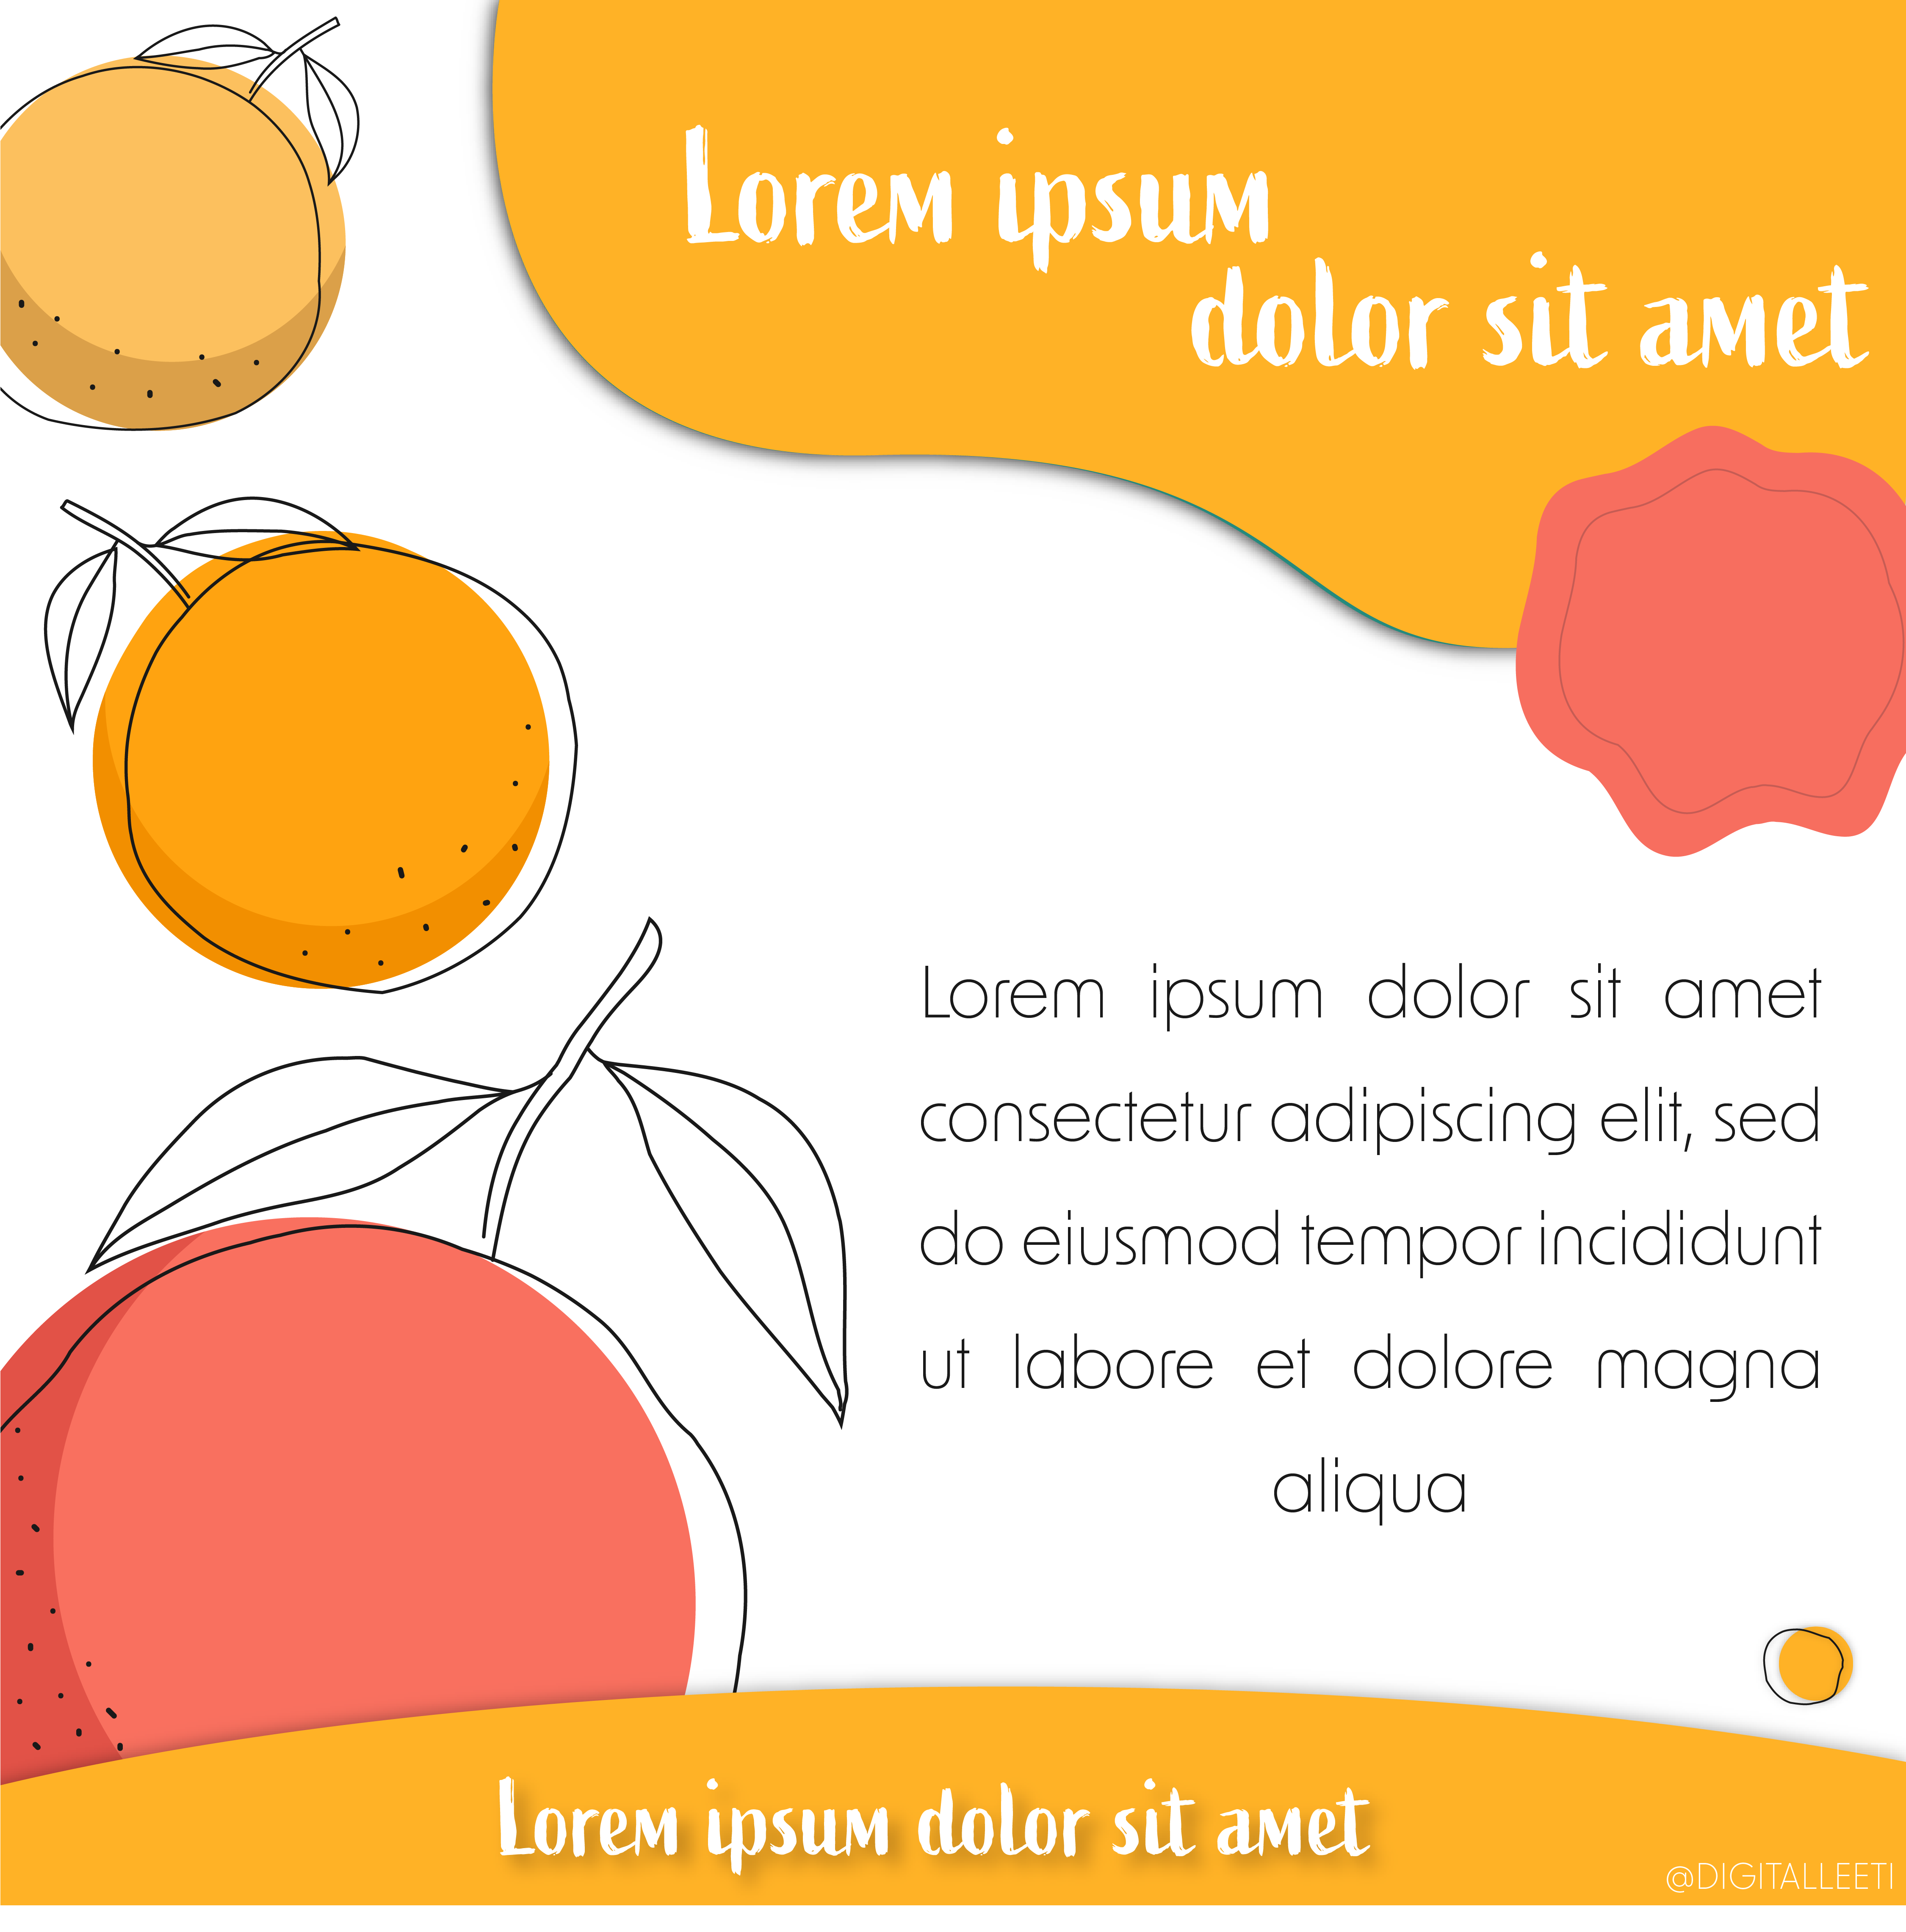 Lorem ipsum
dolor sit amet
Lorem ipsum dolor sit amet
consectetur adipiscing elit, sed
do eiusmod tempor incididunt
ut labore et dolore magna
aliqua
Lorem ipsum dolor sit amet
@DIGITALLEETI